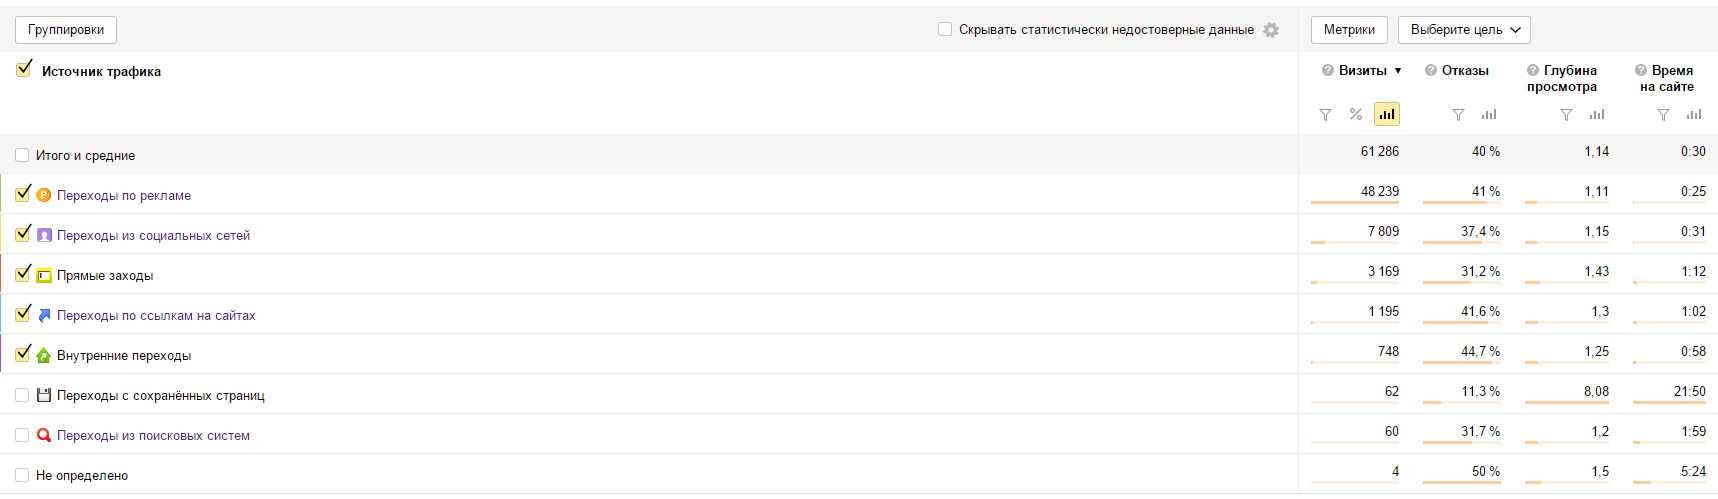 Группировки Скрывать статистически недостоверные данные Метрики Выберите цель
Источник трафика Визиты ▼ Отказы Глубина просмотра Время на сайте
%
Итого и средние 61 286 40 % 1,14 0:30
Переходы по рекламе 48 239 41 % 1,11 0:25
Переходы из социальных сетей 7 809 37,4 % 1,15 0:31
Прямые заходы 3 169 31,2 % 1,43 1:12
Переходы по ссылкам на сайтах 1 195 41,6 % 1,3 1:02
Внутренние переходы 748 44,7 % 1,25 0:58
Переходы с сохранённых страниц 62 11,3 % 8,08 21:50
Переходы из поисковых систем 60 31,7 % 1,2 1:59
Не определено 4 50 % 1,5 5:24